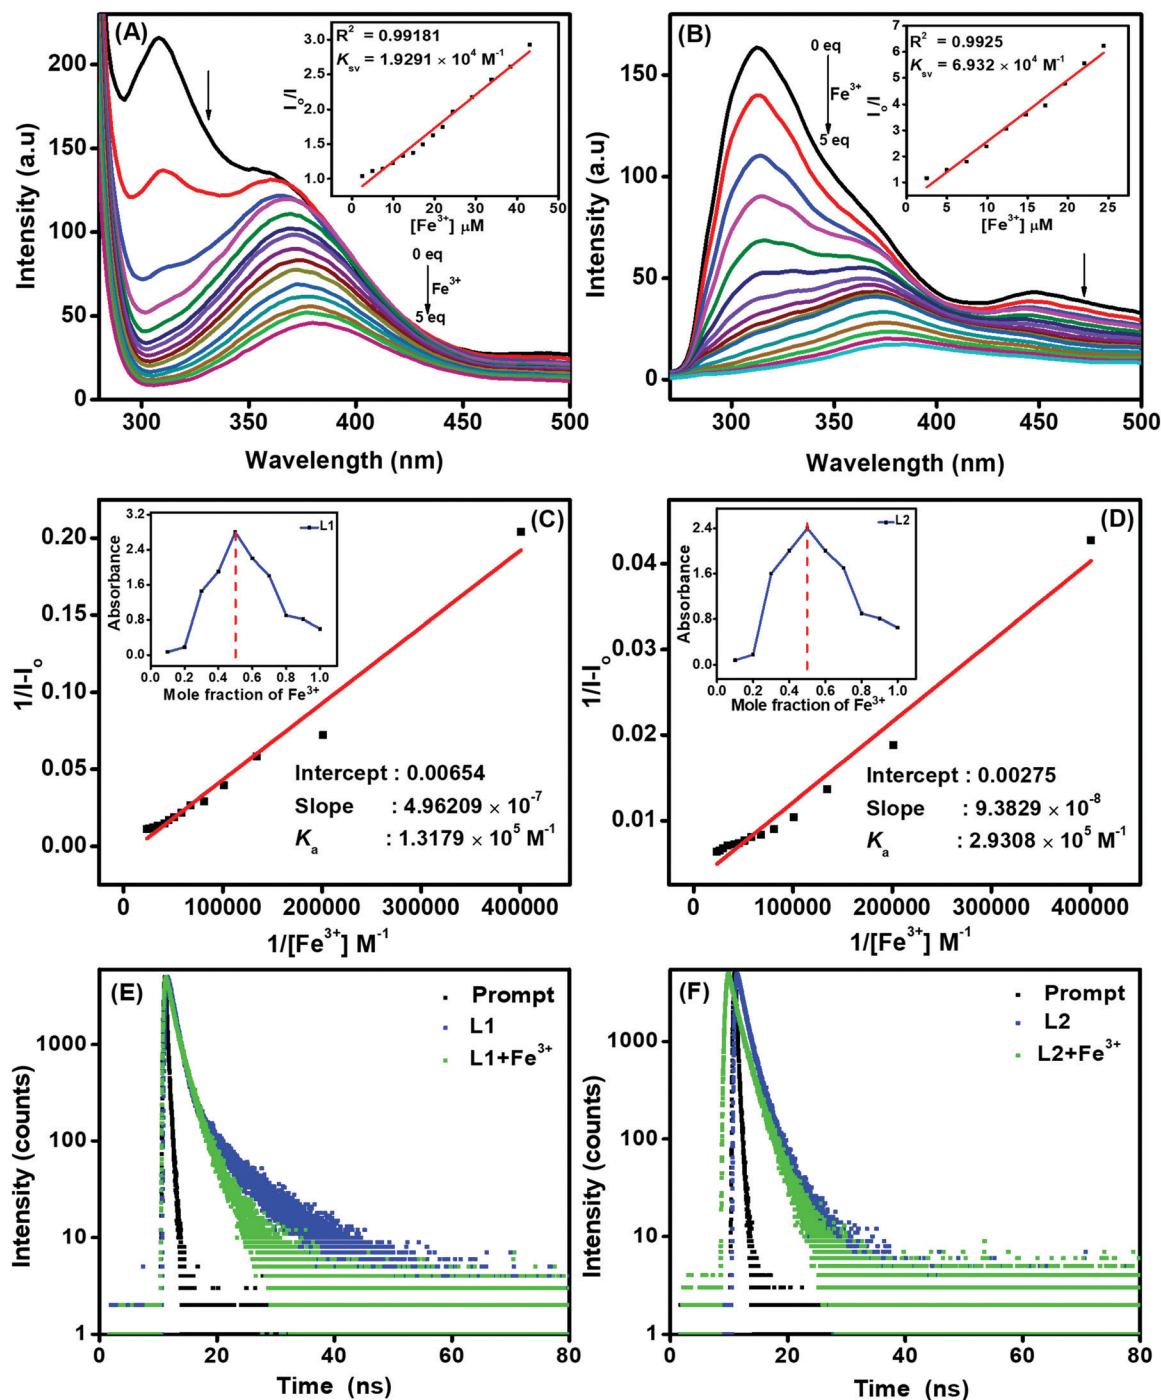 (A)
R² = 0.99181
Ksv = 1.9291 × 10⁴ M⁻¹
Iₒ/I
3.0
2.5
2.0
1.5
1.0
0 10 20 30 40 50
[Fe³⁺] μM
0 eq
Fe³⁺
5 eq
Intensity (a.u)
200
150
100
50
0
300 350 400 450 500
Wavelength (nm)
(B)
0 eq
Fe³⁺
5 eq
R² = 0.9925
Ksv = 6.932 × 10⁴ M⁻¹
Iₒ/I
7
6
5
4
3
2
1
0 5 10 15 20 25
[Fe³⁺] μM
Intensity (a.u)
150
100
50
0
300 350 400 450 500
Wavelength (nm)
(C)
L1
Absorbance
3.2
2.4
1.6
0.8
0.0
0.0 0.2 0.4 0.6 0.8 1.0
Mole fraction of Fe³⁺
Intercept : 0.00654
Slope : 4.96209 × 10⁻⁷
Kₐ : 1.3179 × 10⁵ M⁻¹
1/I-Iₒ
0.20
0.15
0.10
0.05
0.00
0 100000 200000 300000 400000
1/[Fe³⁺] M⁻¹
(D)
L2
Absorbance
2.4
1.6
0.8
0.0
0.0 0.2 0.4 0.6 0.8 1.0
Mole fraction of Fe³⁺
Intercept : 0.00275
Slope : 9.3829 × 10⁻⁸
Kₐ : 2.9308 × 10⁵ M⁻¹
1/I-Iₒ
0.04
0.03
0.02
0.01
0 100000 200000 300000 400000
1/[Fe³⁺] M⁻¹
(E)
Prompt
L1
L1+Fe³⁺
Intensity (counts)
1000
100
10
1
0 20 40 60 80
Time (ns)
(F)
Prompt
L2
L2+Fe³⁺
Intensity (counts)
1000
100
10
1
0 20 40 60 80
Time (ns)